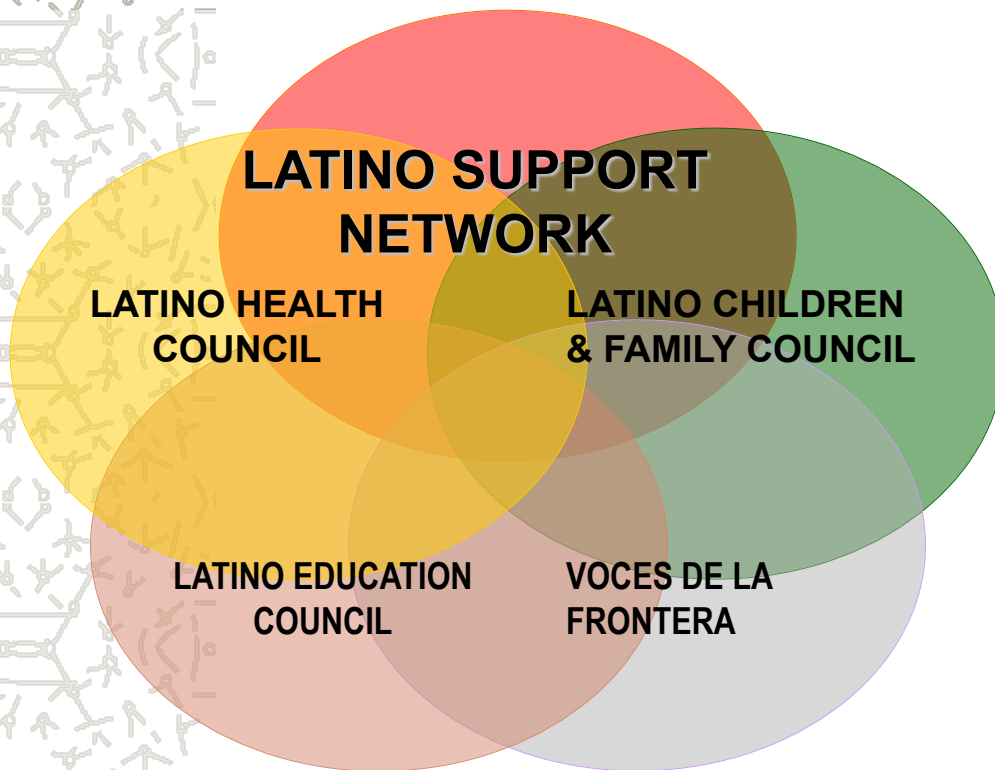 LATINO SUPPORT
NETWORK
LATINO HEALTH
COUNCIL
LATINO CHILDREN
& FAMILY COUNCIL
LATINO EDUCATION
COUNCIL
VOCES DE LA
FRONTERA